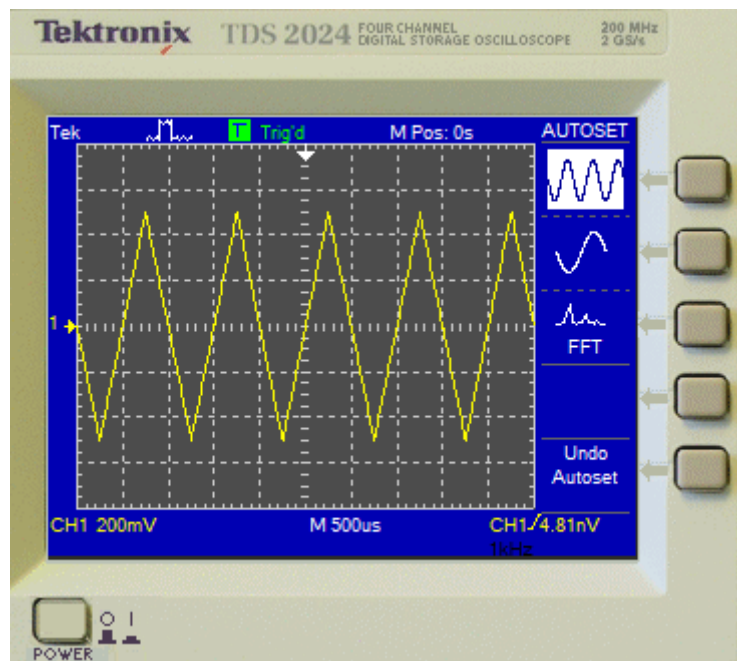 Tektronix TDS 2024 FOUR CHANNEL DIGITAL STORAGE OSCILLOSCOPE 200 MHz 2 GS/s
Tek T Trig'd M Pos: 0s AUTOSET
1
FFT
Undo
Autoset
CH1 200mV M 500us CH1 4.81nV
1kHz
POWER